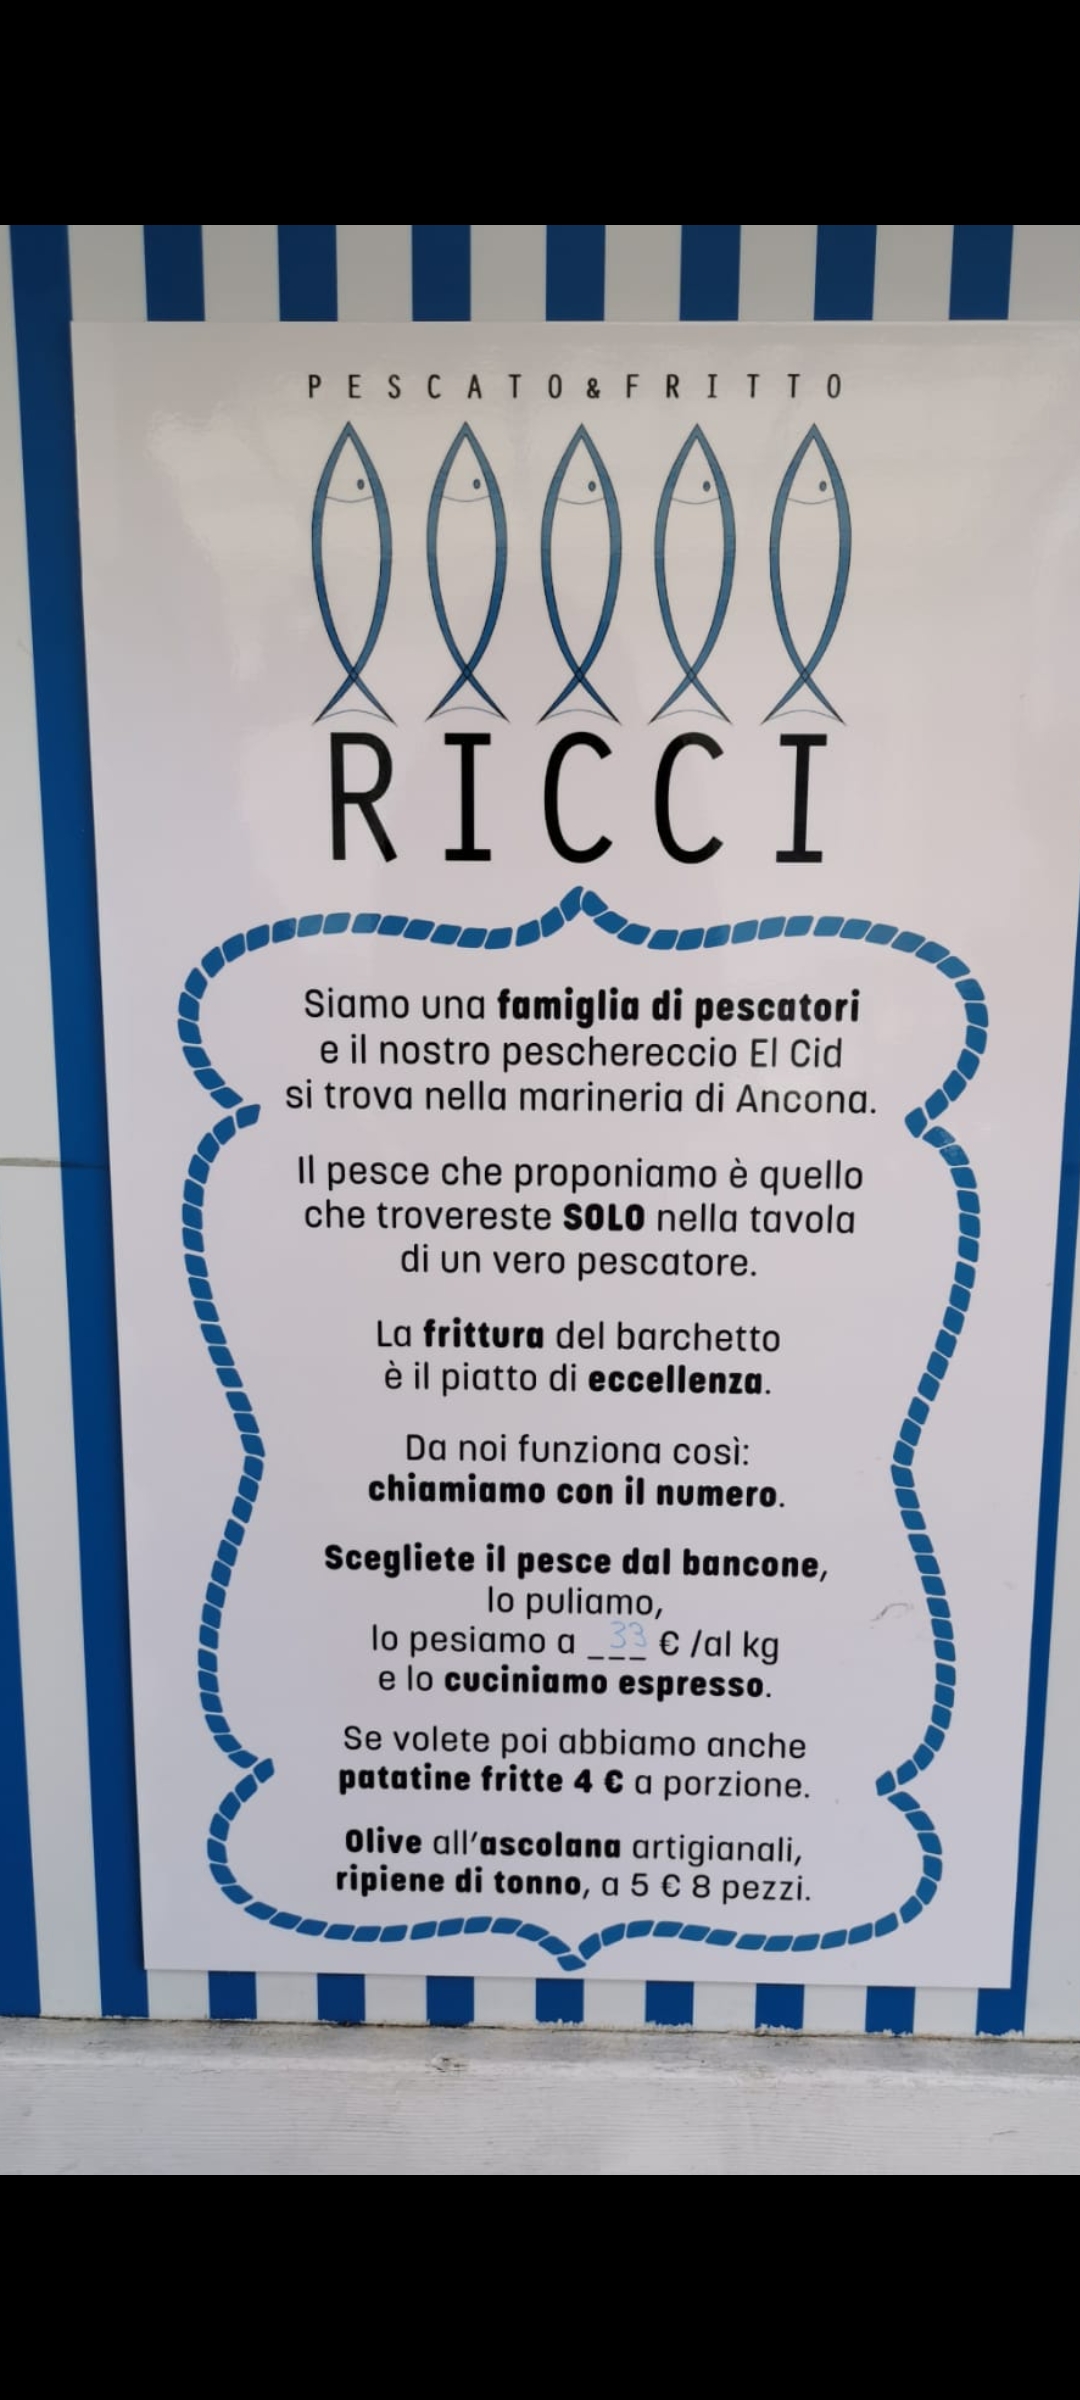 PESCATO&FRITTO
RICCI
Siamo una famiglia di pescatori
e il nostro peschereccio El Cid
si trova nella marineria di Ancona.
Il pesce che proponiamo è quello
che trovereste SOLO nella tavola
di un vero pescatore.
La frittura del barchetto
è il piatto di eccellenza.
Da noi funziona così:
chiamiamo con il numero.
Scegliete il pesce dal bancone,
lo puliamo,
lo pesiamo a 33 € /al kg
e lo cuciniamo espresso.
Se volete poi abbiamo anche
patatine fritte 4 € a porzione.
Olive all'ascolana artigianali,
ripiene di tonno, a 5 € 8 pezzi.